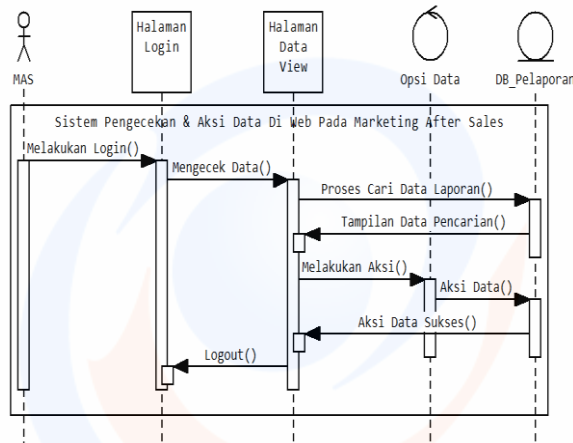 Halaman
Login
Halaman
Data
View
MAS
Opsi Data
DB_Pelaporan
Sistem Pengecekan & Aksi Data Di Web Pada Marketing After Sales
Melakukan Login()
Mengecek Data()
Proses Cari Data Laporan()
Tampilan Data Pencarian()
Melakukan Aksi()
Aksi Data()
Aksi Data Sukses()
Logout()